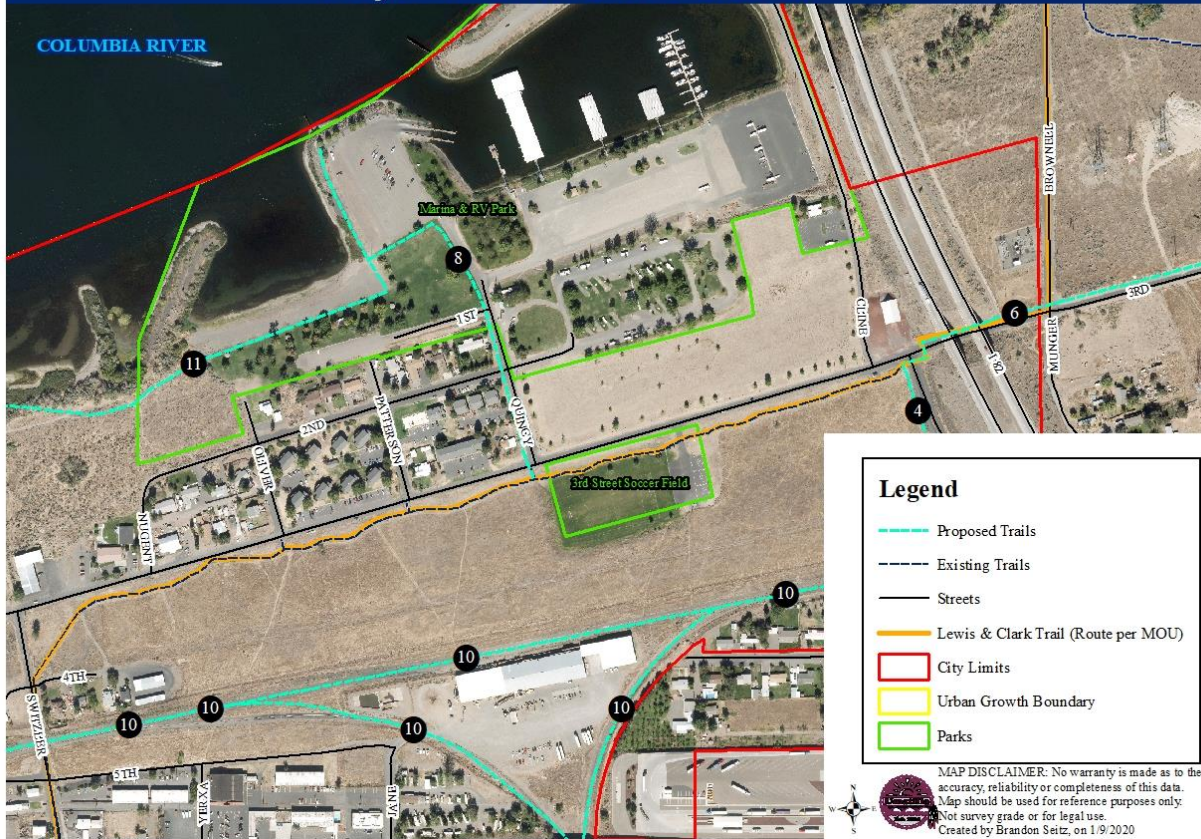 COLUMBIA RIVER
Marina & RV Park
8
1ST
11
2ND
PATTERSON
OLIVER
NUGENT
QUINCY
3rd Street Soccer Field
CLINE
I-82
BROWNELL
MUNGER
3RD
6
4
10
10
10
10
10
10
4TH
SWITZLER
5TH
YERXA
JANE
Legend
Proposed Trails
Existing Trails
Streets
Lewis & Clark Trail (Route per MOU)
City Limits
Urban Growth Boundary
Parks
N
W
E
S
MAP DISCLAIMER: No warranty is made as to the
accuracy, reliability or completeness of this data.
Map should be used for reference purposes only.
Not survey grade or for legal use.
Created by Brandon Seitz, on 1/9/2020